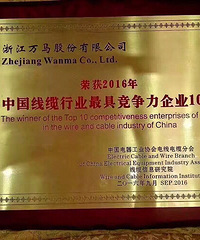 浙江万马股份有限公司
Zhejiang Wanma Co., Ltd.
荣获2016年
中国线缆行业最具竞争力企业10
The winner of the Top 10 competitiveness enterprises of
in the wire and cable industry of China
中国电器工业协会电线电缆分会
Electric Cable and Wire Branch
of China Electrical Equipment Industry Ass
线缆信息研究院
Wire and Cable Information Institut
二〇一六年九月 SEP.2016